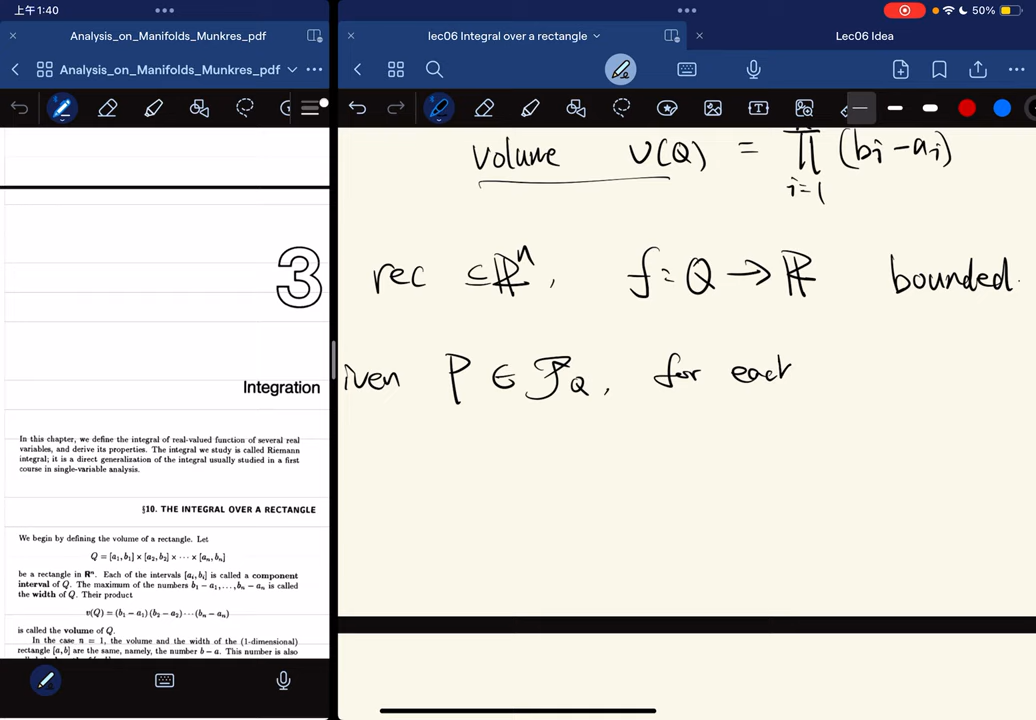 上午1:40
50%
Analysis_on_Manifolds_Munkres_pdf
Analysis_on_Manifolds_Munkres_pdf
3
Integration
In this chapter, we define the integral of real-valued function of several real
variables, and derive its properties. The integral we study is called Riemann
integral; it is a direct generalization of the integral usually studied in a first
course in single-variable analysis.
§10. THE INTEGRAL OVER A RECTANGLE
We begin by defining the volume of a rectangle. Let
Q = [a₁, b₁] × [a₂, b₂] × ··· × [aₙ, bₙ]
be a rectangle in Rⁿ. Each of the intervals [aᵢ, bᵢ] is called a component
interval of Q. The maximum of the numbers b₁ − a₁, . . . , bₙ − aₙ is called
the width of Q. Their product
v(Q) = (b₁ − a₁)(b₂ − a₂) ··· (bₙ − aₙ)
is called the volume of Q.
In the case n = 1, the volume and the width of the (1-dimensional)
rectangle [a, b] are the same, namely, the number b − a. This number is also
lec06 Integral over a rectangle
Lec06 Idea
Volume V(Q) = ∏ i=1 (bi − ai)
rec ⊆ ℝⁿ, f: Q → ℝ bounded.
iven P ∈ 𝒫Q, for each